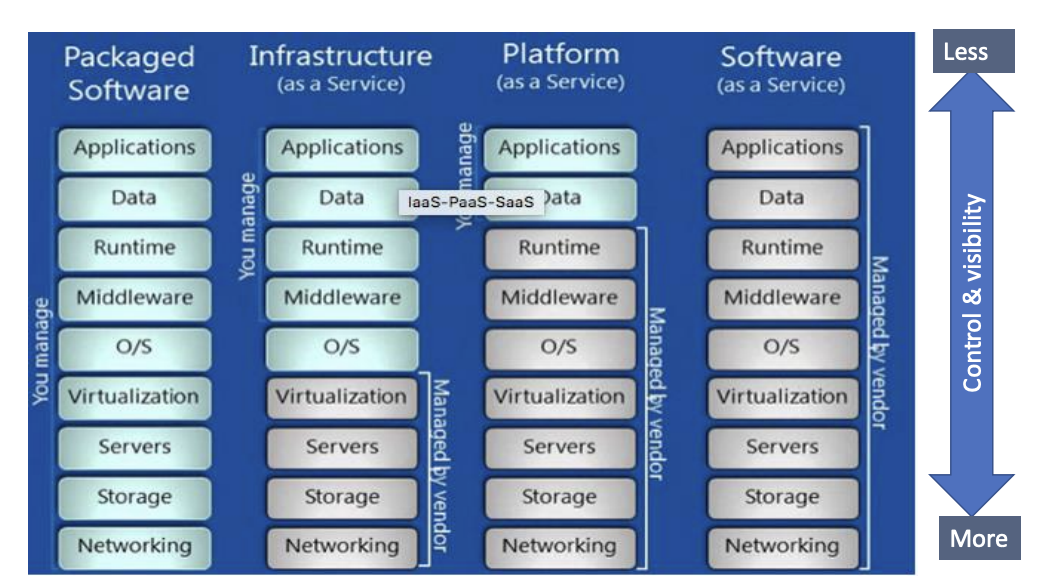 Packaged
Software
Infrastructure
(as a Service)
Platform
(as a Service)
Software
(as a Service)
Less
You manage
Applications
Data
Runtime
Middleware
O/S
Virtualization
Servers
Storage
Networking
You manage
Applications
Data
Runtime
Middleware
O/S
Virtualization
Servers
Storage
Networking
Managed by vendor
IaaS-PaaS-SaaS
You manage
Applications
Data
Runtime
Middleware
O/S
Virtualization
Servers
Storage
Networking
Managed by vendor
Applications
Data
Runtime
Middleware
O/S
Virtualization
Servers
Storage
Networking
Managed by vendor
Control & visibility
More